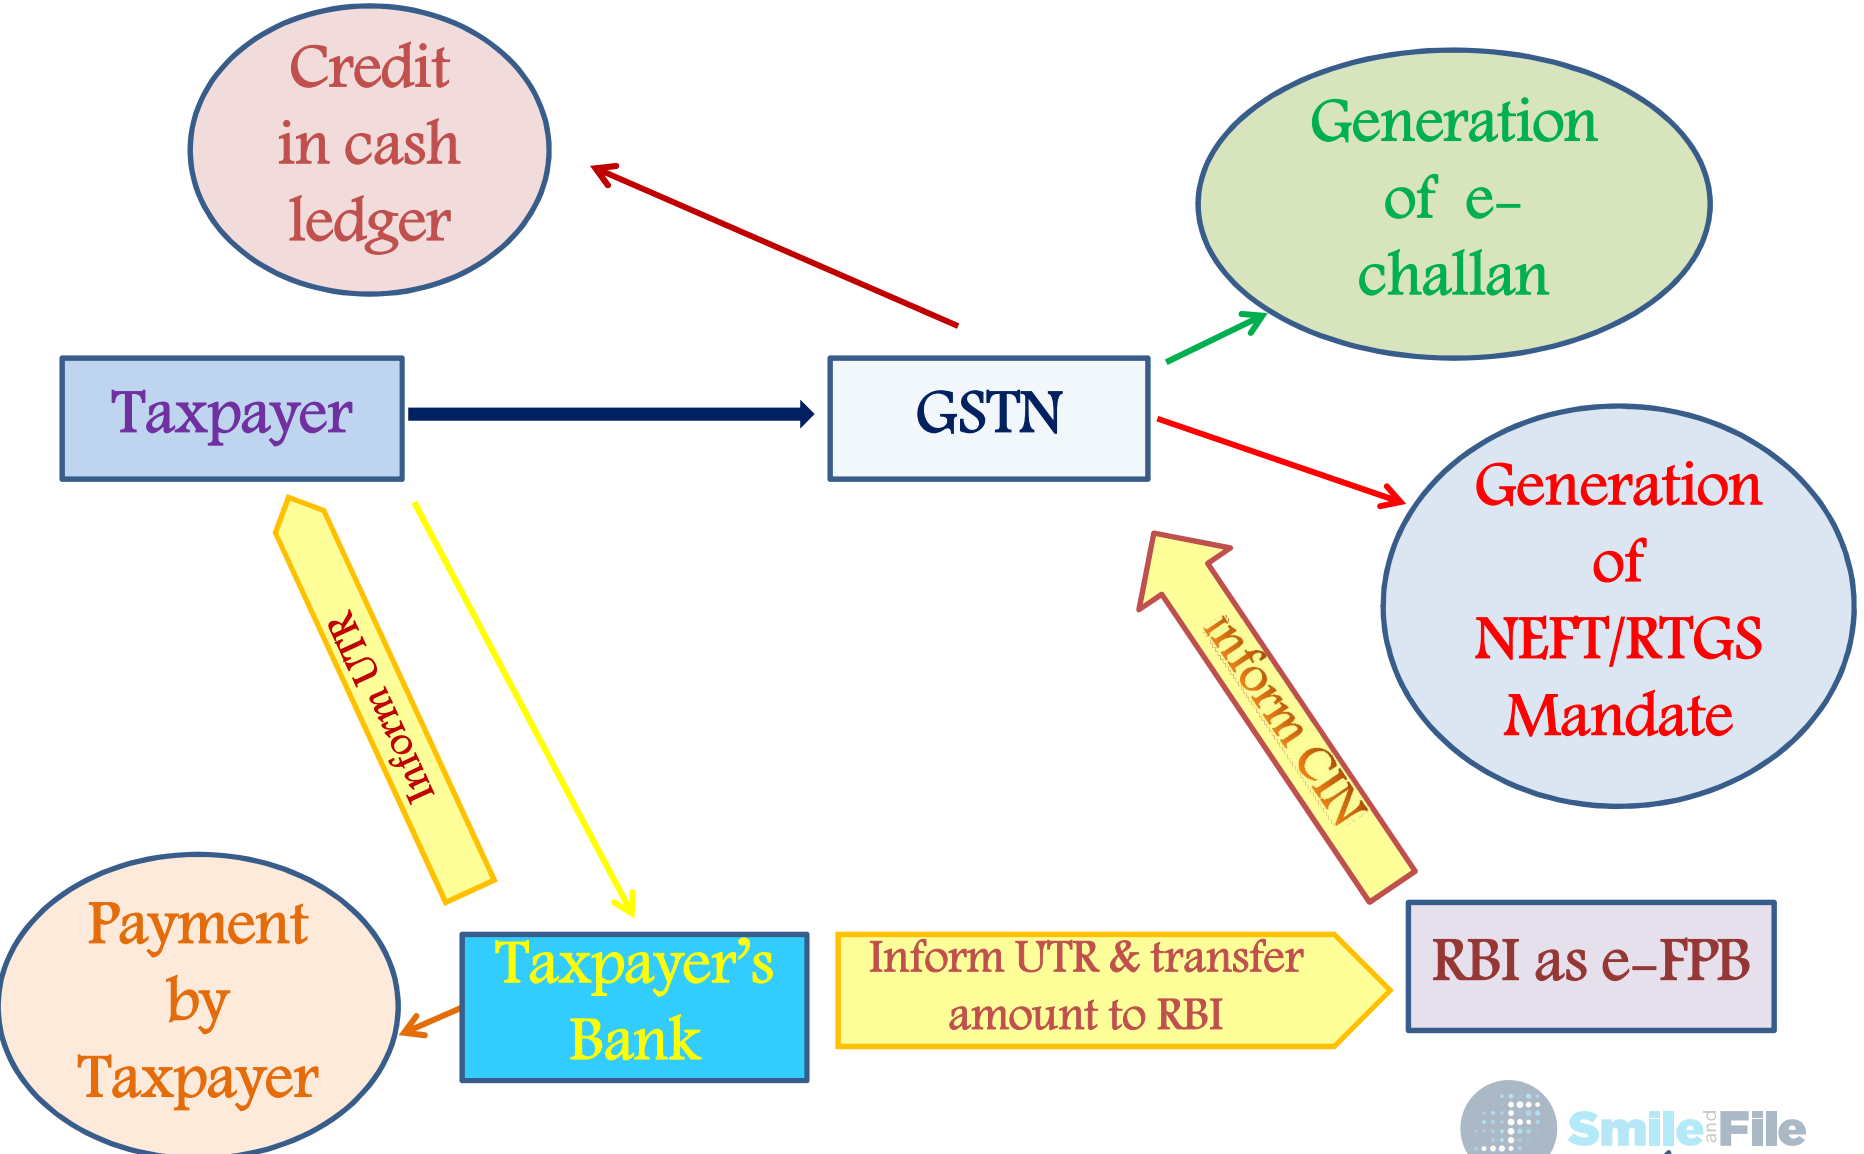 Credit
in cash
ledger
Generation
of e-
challan
Taxpayer
GSTN
Generation
of
NEFT/RTGS
Mandate
Inform UTR
inform CIN
Payment
by
Taxpayer
Taxpayer's
Bank
Inform UTR & transfer
amount to RBI
RBI as e-FPB
Smile and File